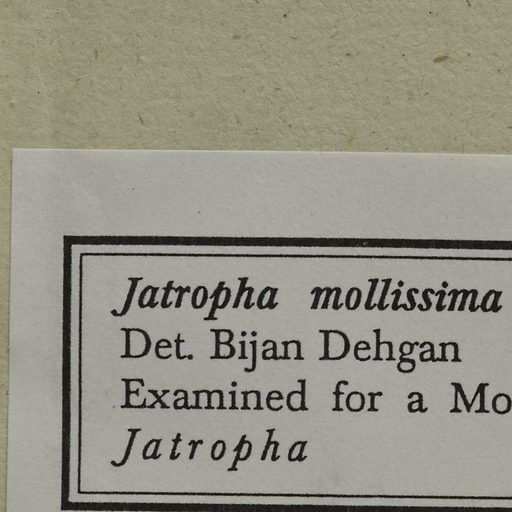 Jatropha mollissima
Det. Bijan Dehgan
Examined for a Mo
Jatropha